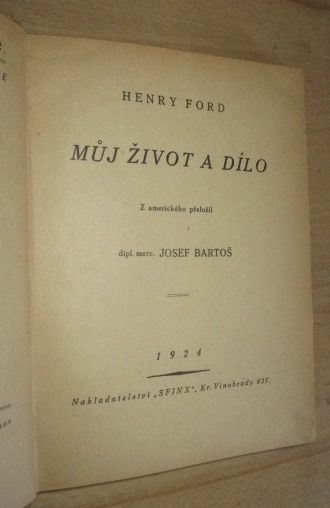 HENRY FORD
MŮJ ŽIVOT A DÍLO
Z amerického přeložil
dipl. merc. JOSEF BARTOŠ
1924
Nakladatelství „SFINX", Kr. Vinohrady 437.